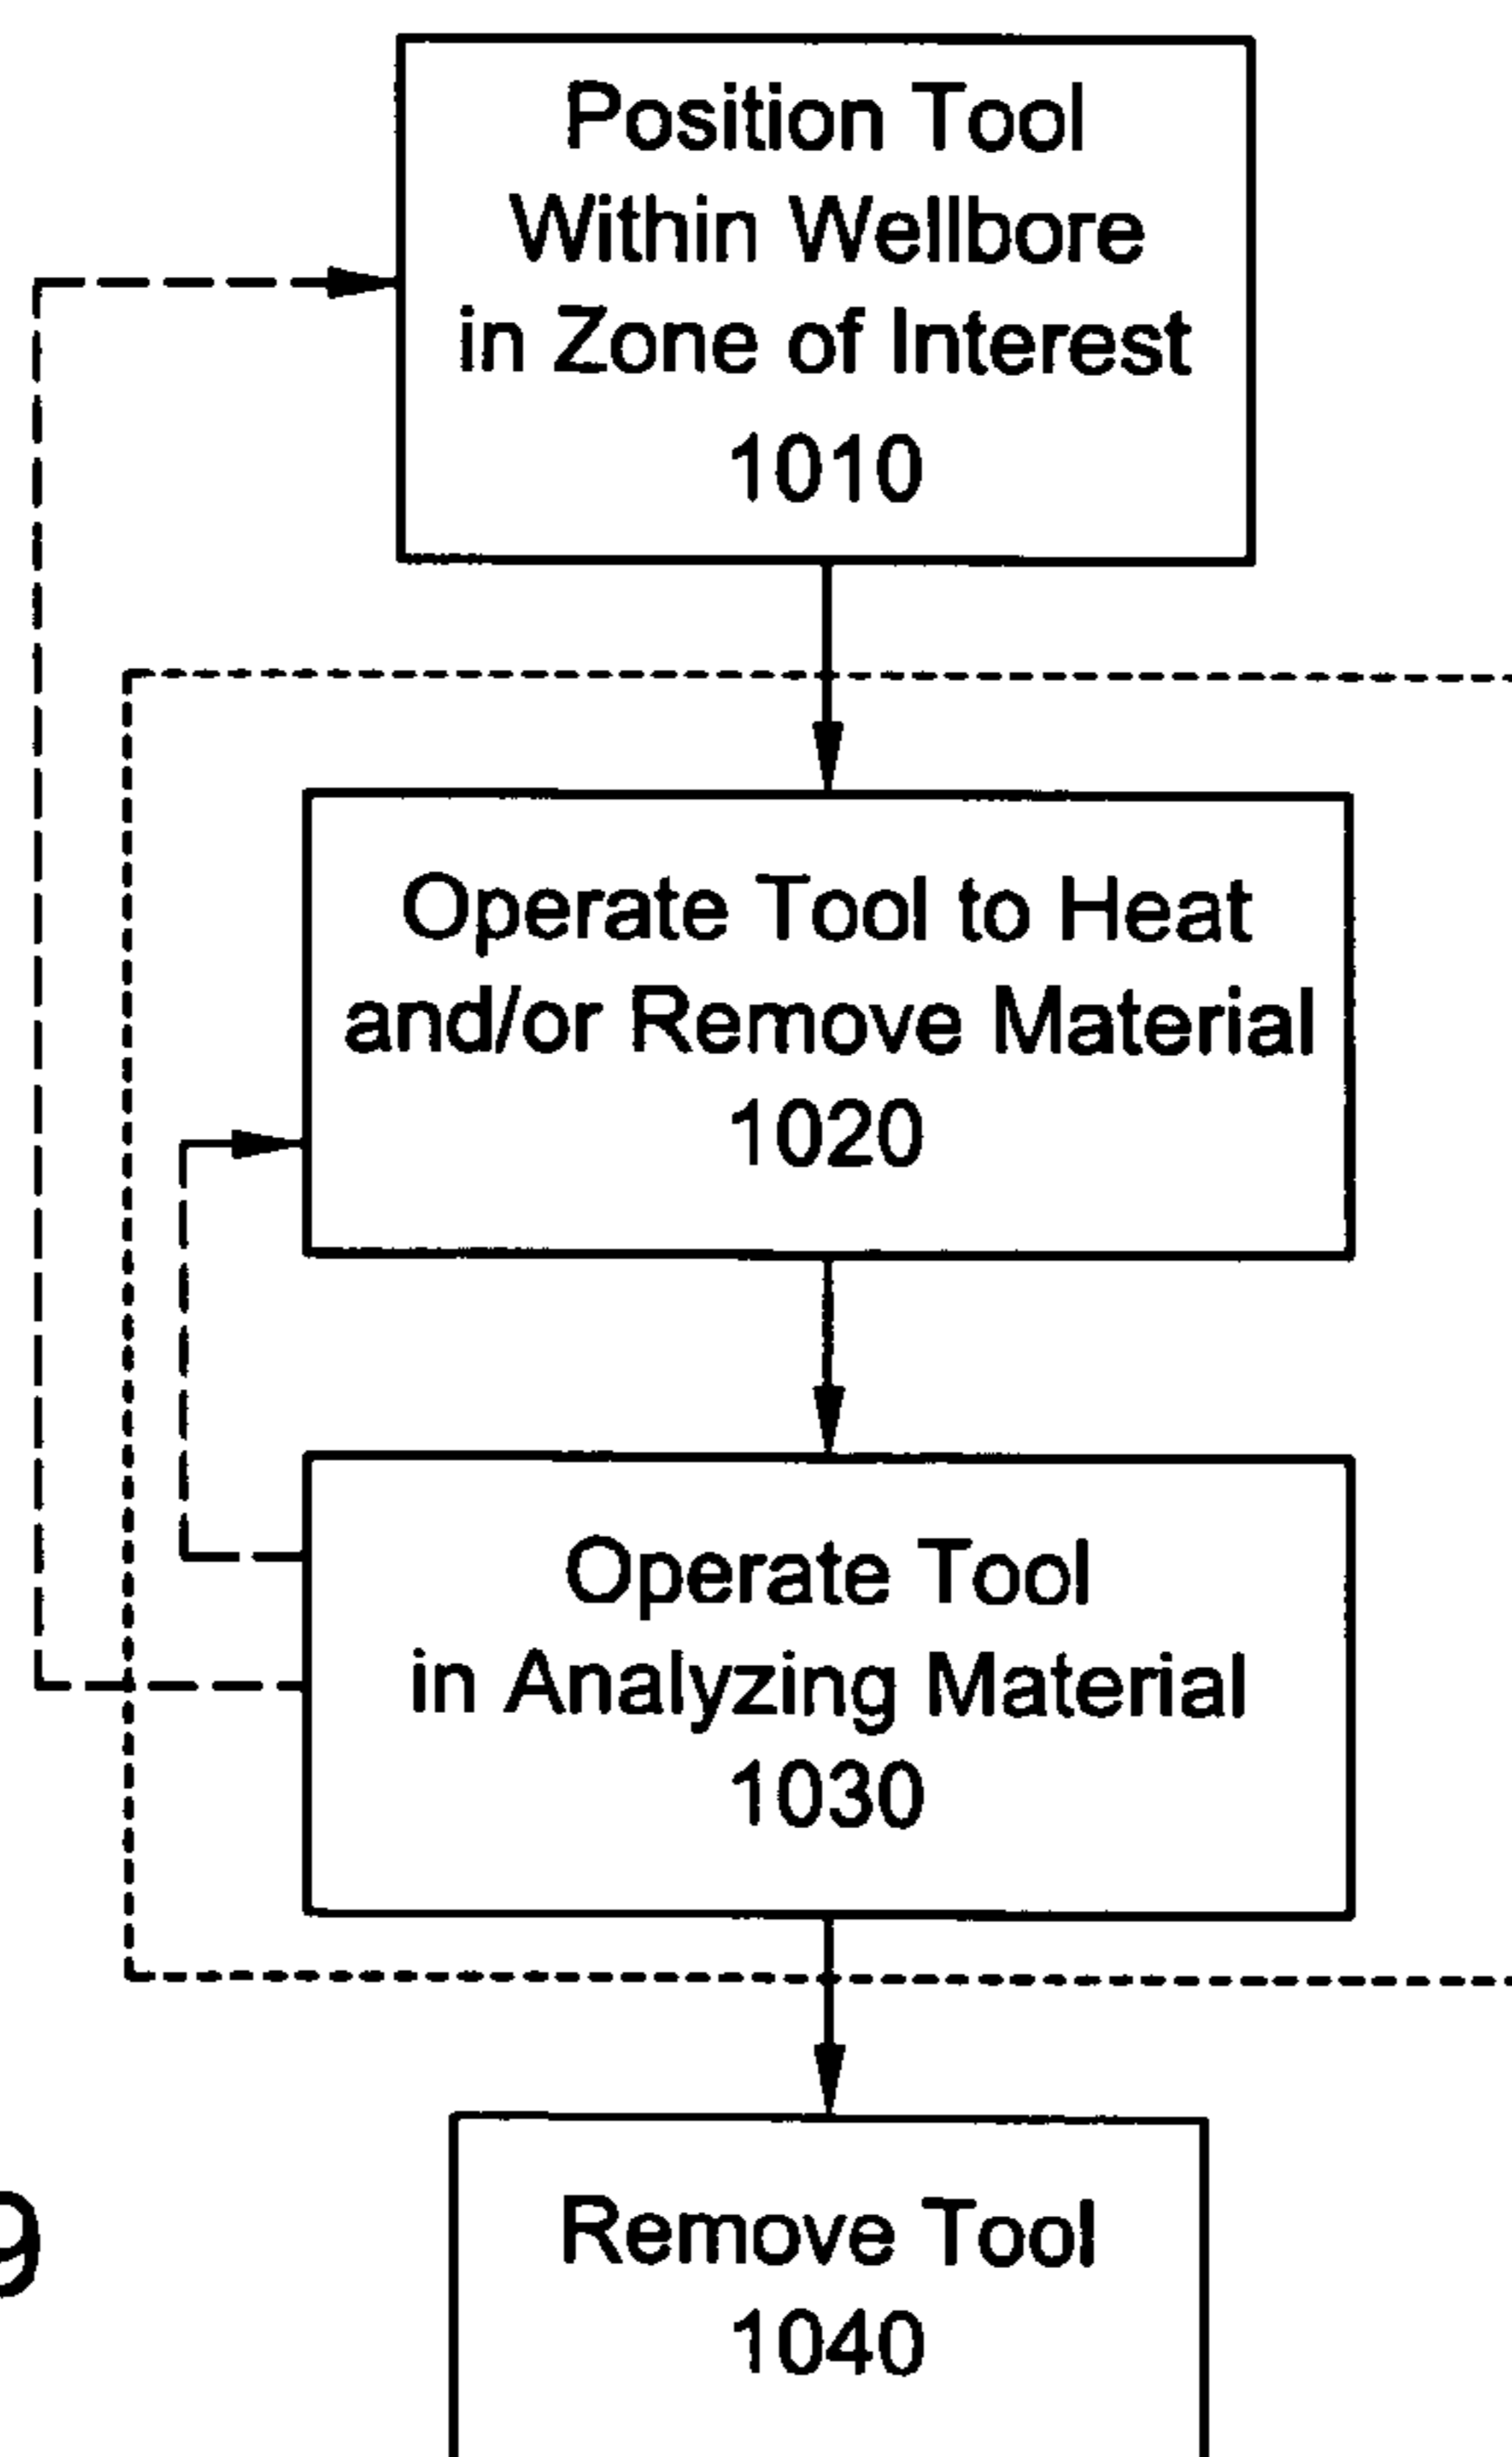 Position Tool
Within Wellbore
in Zone of Interest
1010
Operate Tool to Heat
and/or Remove Material
1020
Operate Tool
in Analyzing Material
1030
Remove Tool
1040
9